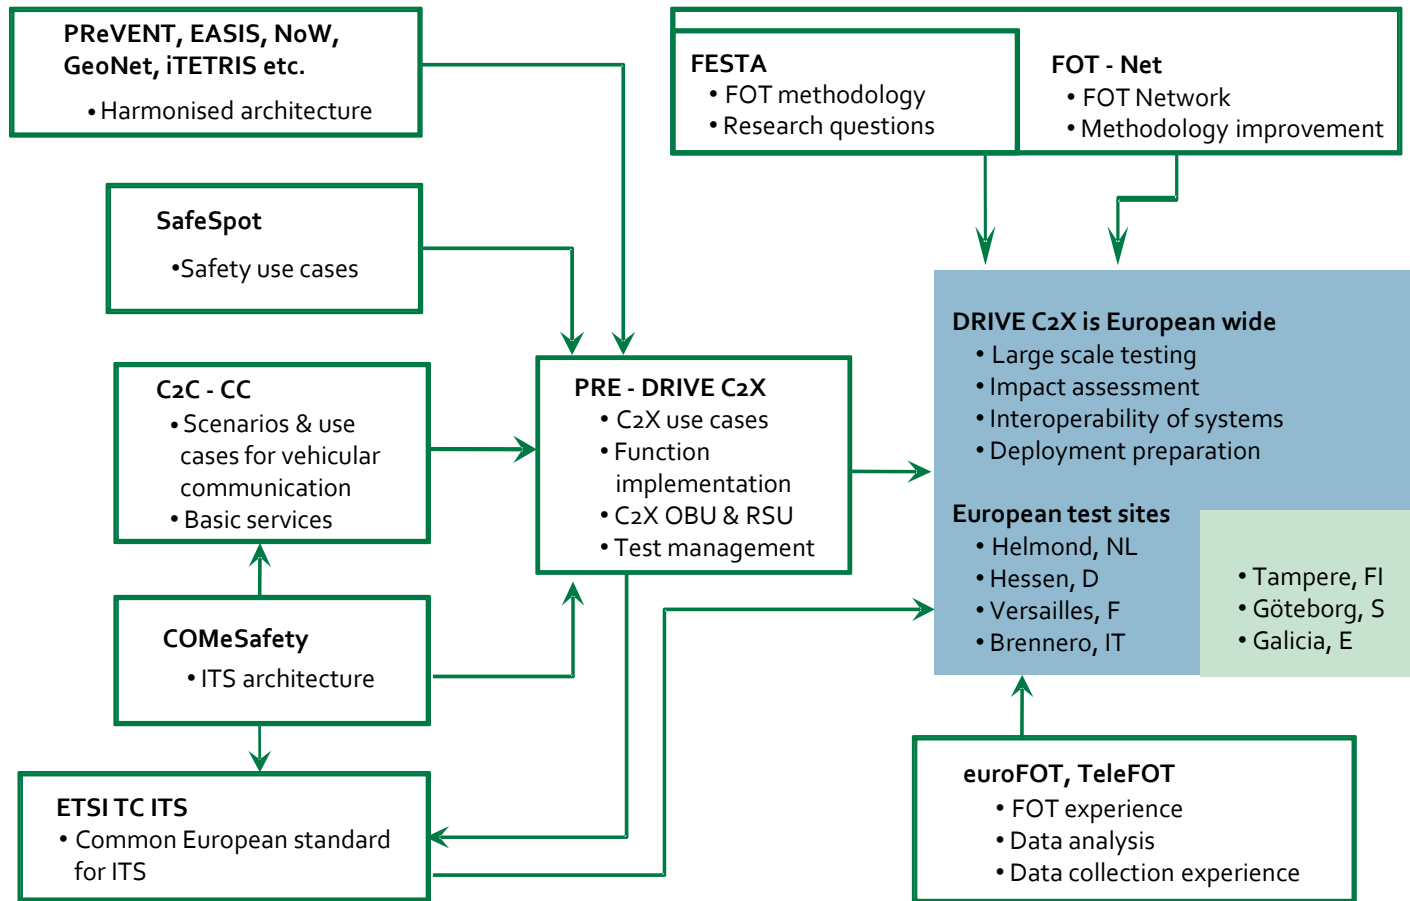 PReVENT, EASIS, NoW,
GeoNet, iTETRIS etc.
• Harmonised architecture
FESTA
• FOT methodology
• Research questions
FOT - Net
• FOT Network
• Methodology improvement
SafeSpot
•Safety use cases
C2C - CC
• Scenarios & use
cases for vehicular
communication
• Basic services
PRE - DRIVE C2X
• C2X use cases
• Function
implementation
• C2X OBU & RSU
• Test management
DRIVE C2X is European wide
• Large scale testing
• Impact assessment
• Interoperability of systems
• Deployment preparation
European test sites
• Helmond, NL
• Hessen, D
• Versailles, F
• Brennero, IT
• Tampere, FI
• Göteborg, S
• Galicia, E
COMeSafety
• ITS architecture
ETSI TC ITS
• Common European standard
for ITS
euroFOT, TeleFOT
• FOT experience
• Data analysis
• Data collection experience